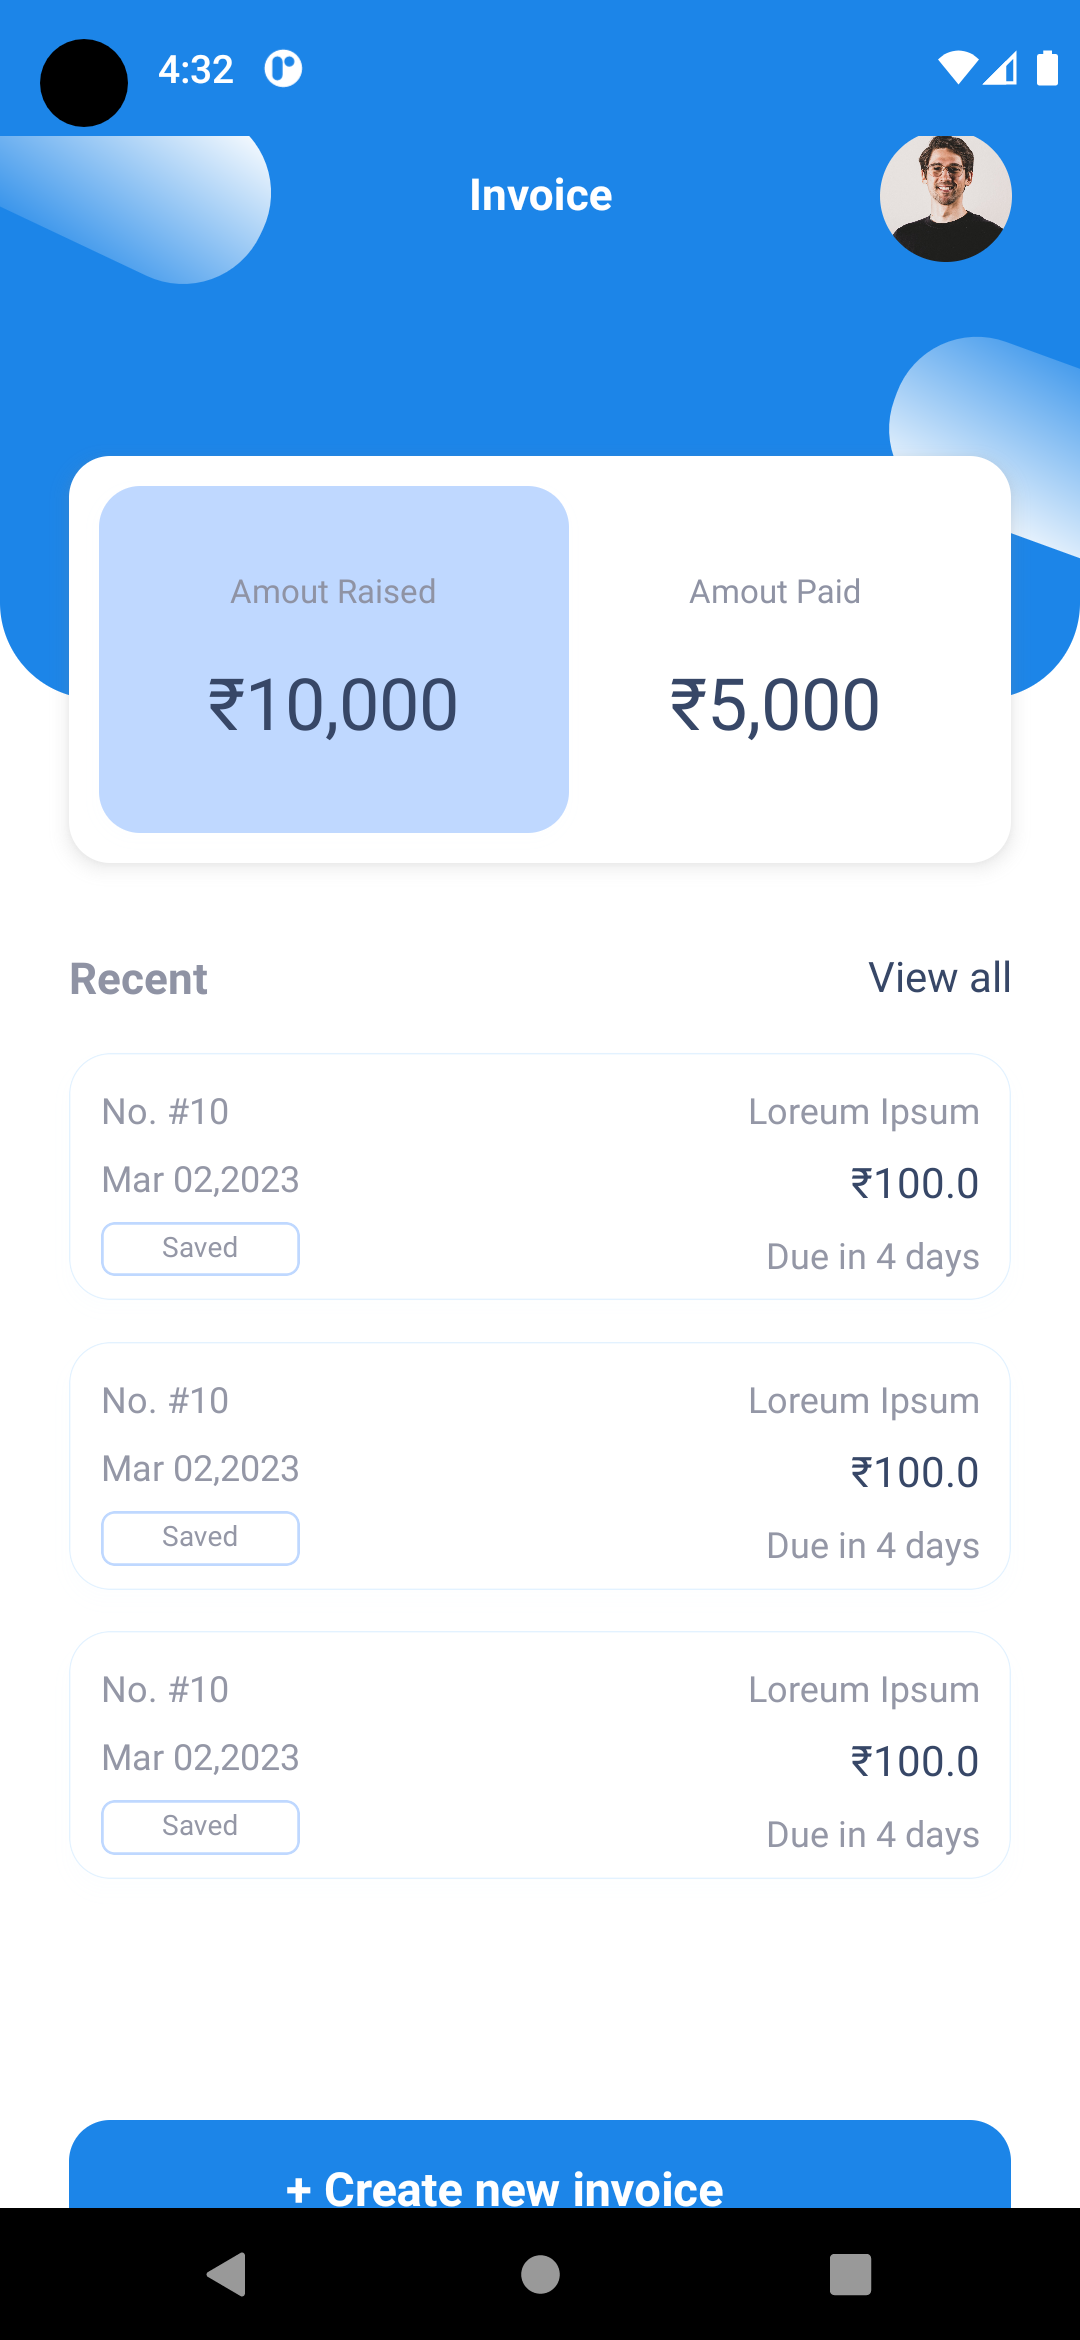 4:32
Invoice
Amout Raised
Amout Paid
₹10,000
₹5,000
Recent
View all
No. #10
Loreum Ipsum
Mar 02,2023
₹100.0
Saved
Due in 4 days
No. #10
Loreum Ipsum
Mar 02,2023
₹100.0
Saved
Due in 4 days
No. #10
Loreum Ipsum
Mar 02,2023
₹100.0
Saved
Due in 4 days
+ Create new invoice